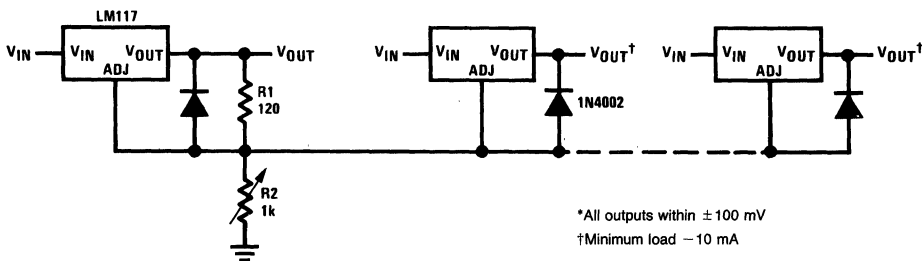 LM117
VIN VIN VOUT VOUT
ADJ
R1
120
R2
1k
VIN VOUT VOUT†
ADJ
1N4002
VIN VIN VOUT VOUT†
ADJ
*All outputs within ±100 mV
†Minimum load −10 mA